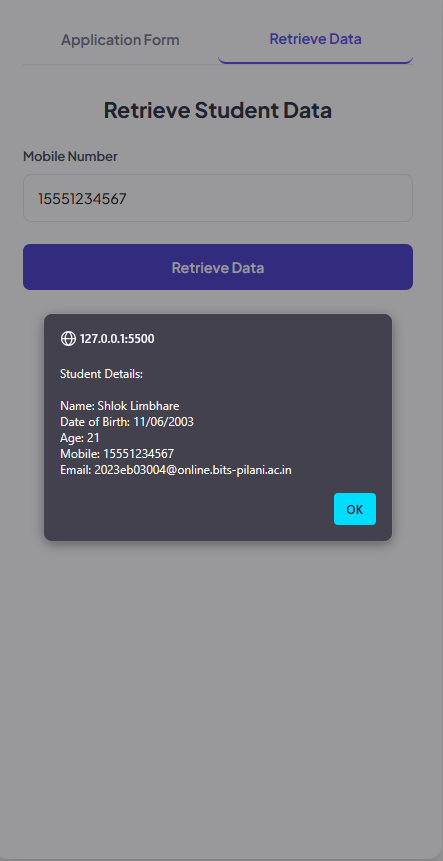 Application Form
Retrieve Data
Retrieve Student Data
Mobile Number
15551234567
Retrieve Data
127.0.0.1:5500
Student Details:
Name: Shlok Limbhare
Date of Birth: 11/06/2003
Age: 21
Mobile: 15551234567
Email: 2023eb03004@online.bits-pilani.ac.in
OK